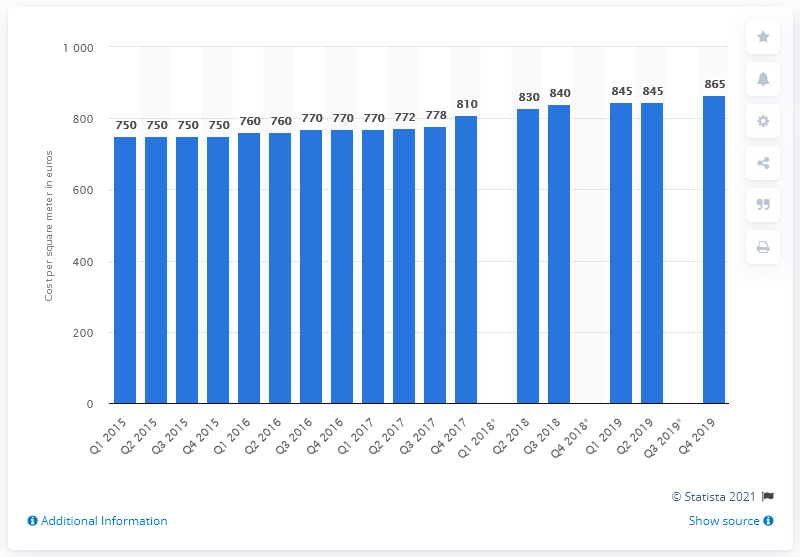 1 000
800
600
400
200
0
Cost per square meter in euros
750 750 750 750 760 760 770 770 770 772 778 810 830 840 845 845 865
Q1 2015
Q2 2015
Q3 2015
Q4 2015
Q1 2016
Q2 2016
Q3 2016
Q4 2016
Q1 2017
Q2 2017
Q3 2017
Q4 2017
Q1 2018*
Q2 2018
Q3 2018
Q4 2018*
Q1 2019
Q2 2019
Q3 2019*
Q4 2019
© Statista 2021
Additional Information
Show source